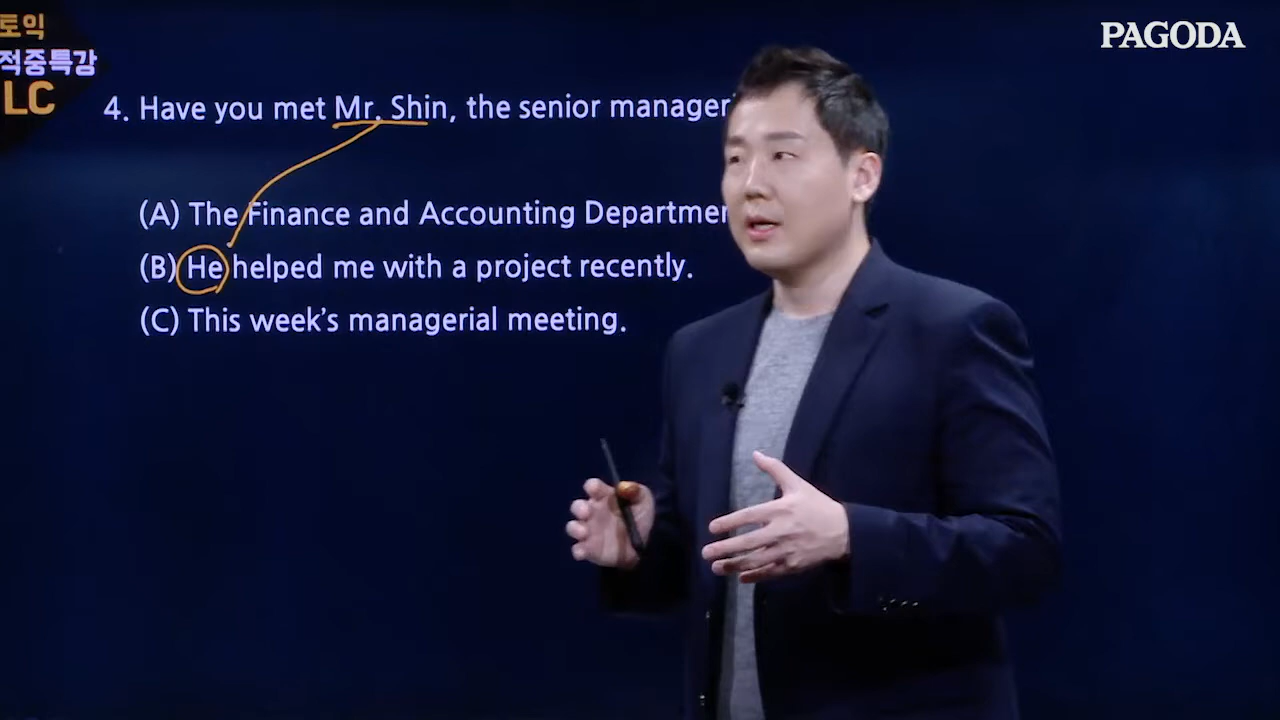 토익
적중특강
LC
PAGODA
4. Have you met Mr. Shin, the senior manager
(A) The Finance and Accounting
(B) He helped me with a project recently.
(C) This week's managerial meeting.